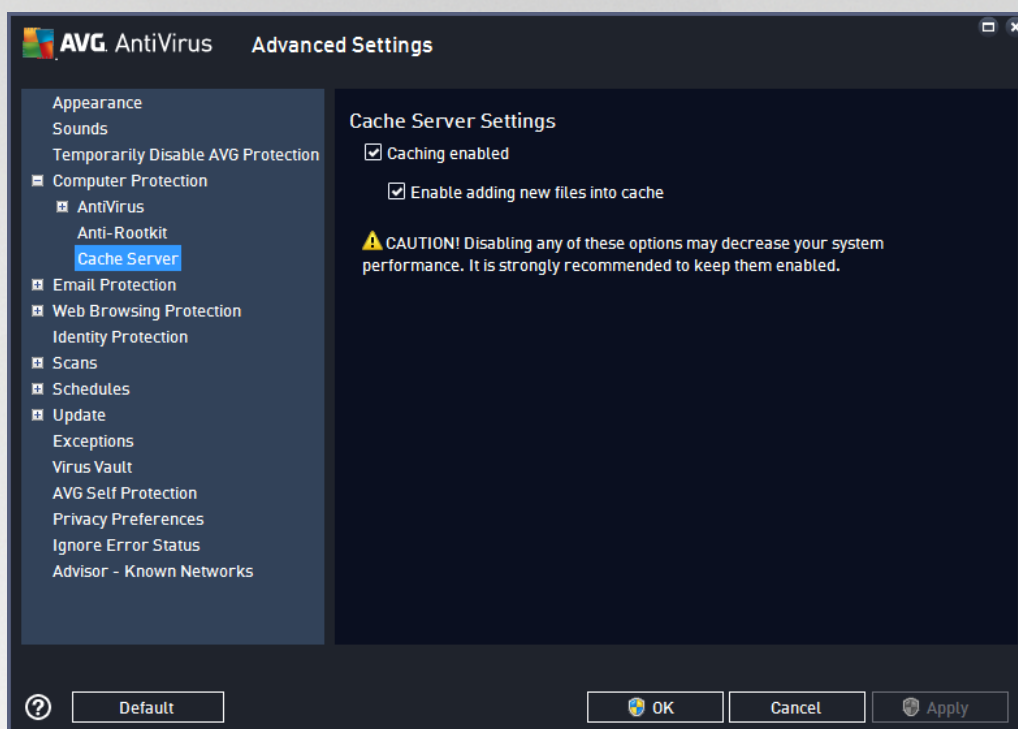 AVG. AntiVirus Advanced Settings
Appearance
Sounds
Temporarily Disable AVG Protection
Computer Protection
AntiVirus
Anti-Rootkit
Cache Server
Email Protection
Web Browsing Protection
Identity Protection
Scans
Schedules
Update
Exceptions
Virus Vault
AVG Self Protection
Privacy Preferences
Ignore Error Status
Advisor - Known Networks
Cache Server Settings
Caching enabled
Enable adding new files into cache
CAUTION! Disabling any of these options may decrease your system
performance. It is strongly recommended to keep them enabled.
? Default OK Cancel Apply